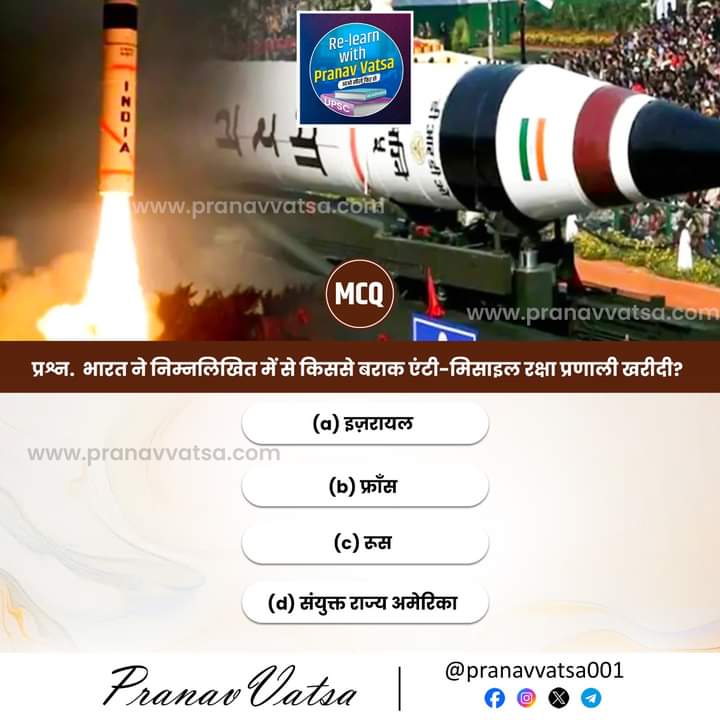 Re-learn
with
Pranav Vatsa
UPSC
INDIA
www.pranavvatsa.com
MCQ
www.pranavvatsa.com
प्रश्न. भारत ने निम्नलिखित में से किससे बराक एंटी-मिसाइल रक्षा प्रणाली खरीदी?
(a) इज़रायल
www.pranavvatsa.com
(b) फ्राँस
(c) रूस
(d) संयुक्त राज्य अमेरिका
Pranav Vatsa
@pranavvatsa001